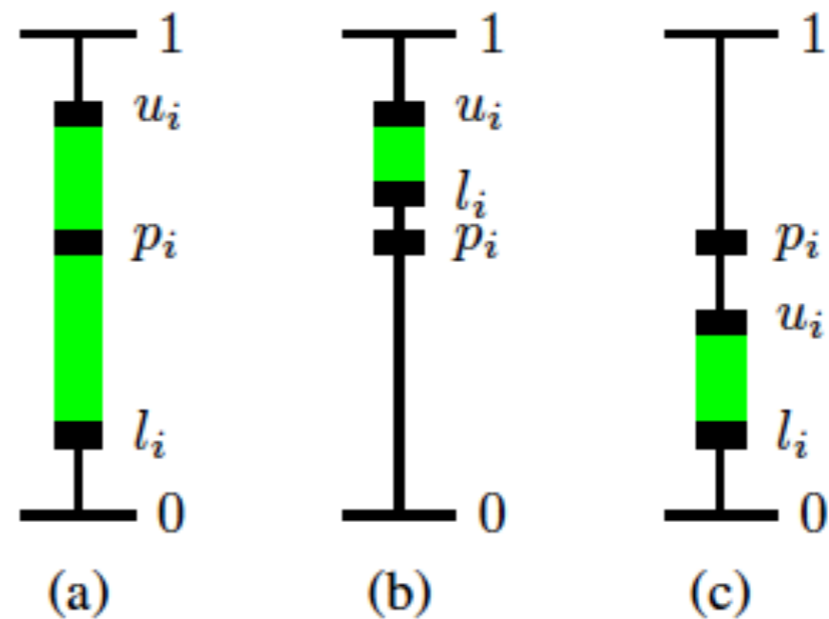 1 1 1
u_i u_i
l_i
p_i p_i p_i
u_i
l_i l_i
0 0 0
(a) (b) (c)